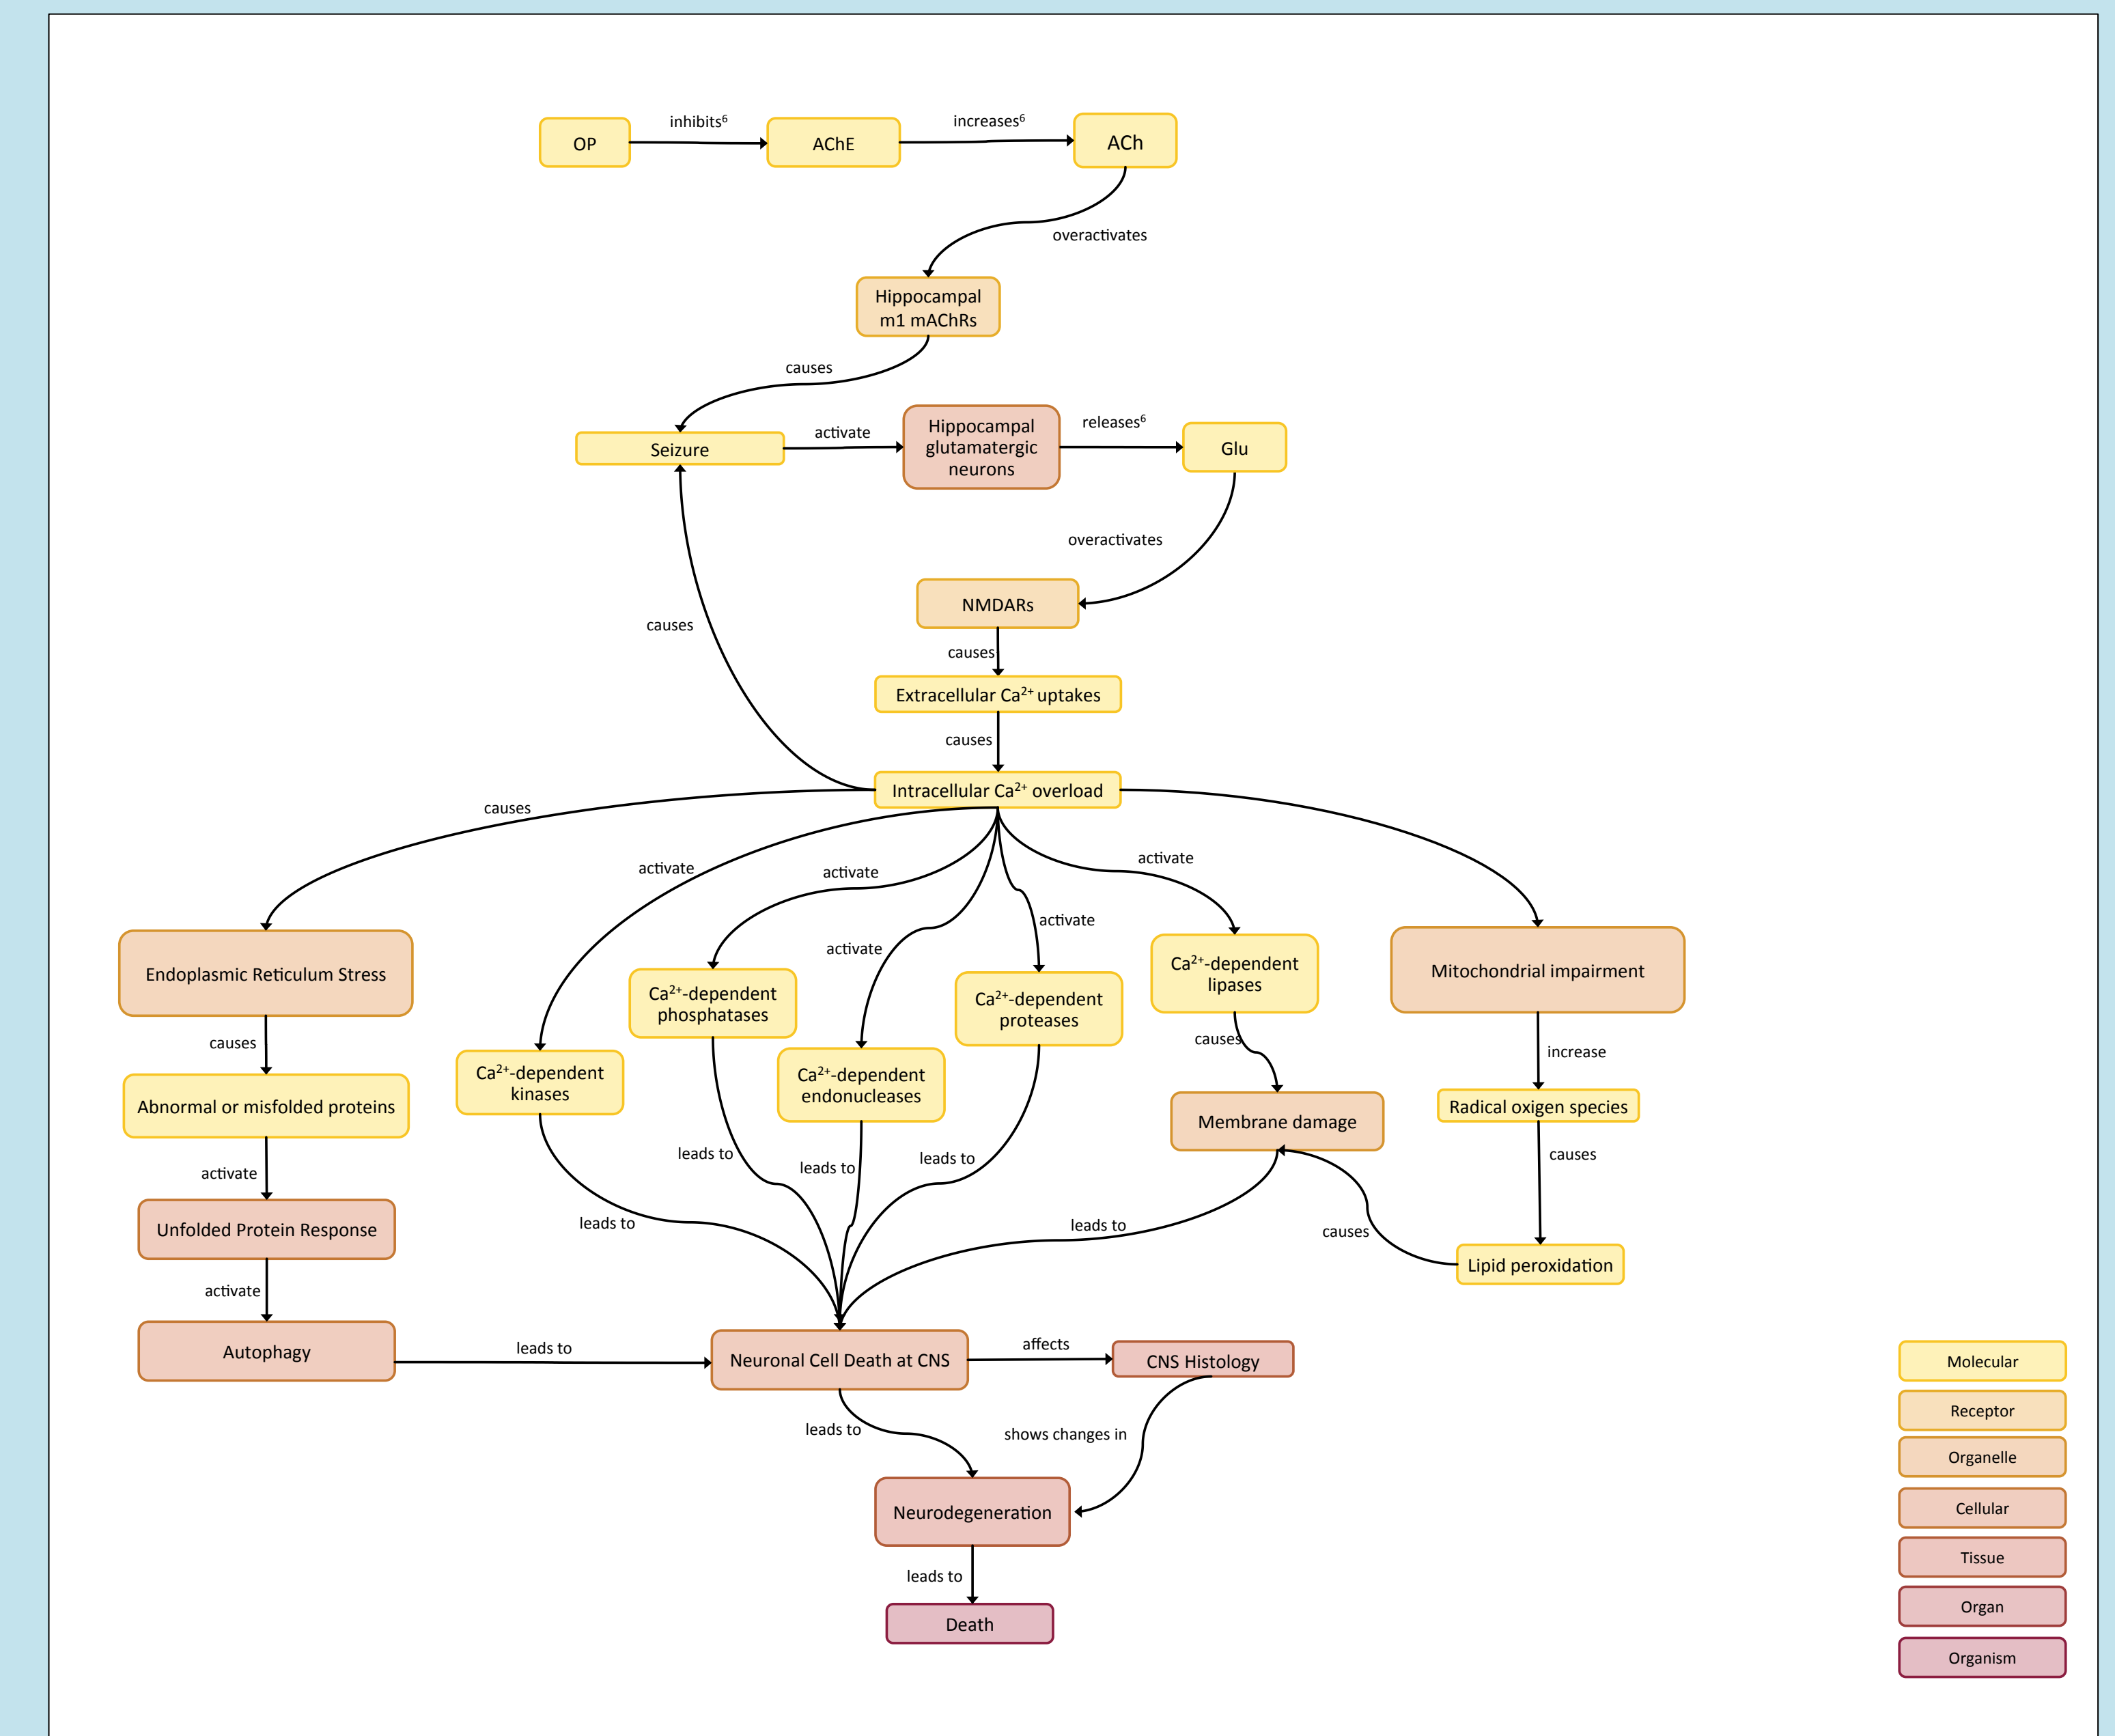 OP
inhibits⁶
AChE
increases⁶
ACh
overactivates
Hippocampal
m1 mAChRs
causes
Seizure
activate
Hippocampal
glutamatergic
neurons
releases⁶
Glu
overactivates
NMDARs
causes
causes
Extracellular Ca²⁺ uptakes
causes
Intracellular Ca²⁺ overload
causes
activate
activate
activate
activate
activate
Endoplasmic Reticulum Stress
Ca²⁺-dependent
phosphatases
Ca²⁺-dependent
proteases
Ca²⁺-dependent
lipases
Mitochondrial impairment
causes
Ca²⁺-dependent
kinases
Ca²⁺-dependent
endonucleases
causes
increase
Abnormal or misfolded proteins
Membrane damage
Radical oxigen species
activate
leads to
leads to
leads to
causes
Unfolded Protein Response
leads to
leads to
causes
Lipid peroxidation
activate
Autophagy
leads to
Neuronal Cell Death at CNS
affects
CNS Histology
leads to
shows changes in
Neurodegeneration
leads to
Death
Molecular
Receptor
Organelle
Cellular
Tissue
Organ
Organism